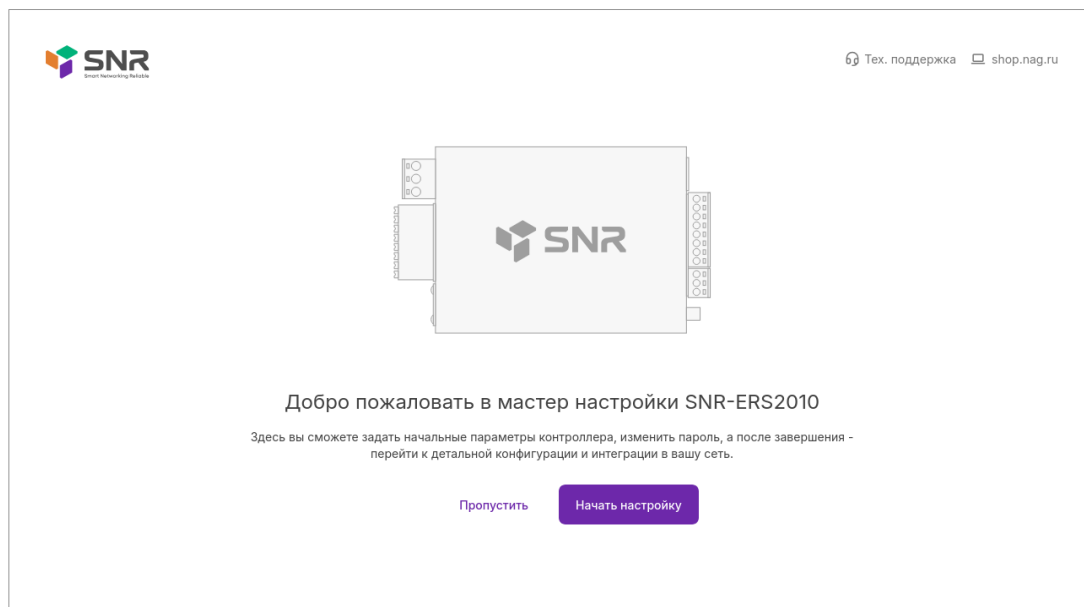 SNR
Smart Networking Reliable
Тех. поддержка
shop.nag.ru
SNR
Добро пожаловать в мастер настройки SNR-ERS2010
Здесь вы сможете задать начальные параметры контроллера, изменить пароль, а после завершения -
перейти к детальной конфигурации и интеграции в вашу сеть.
Пропустить
Начать настройку